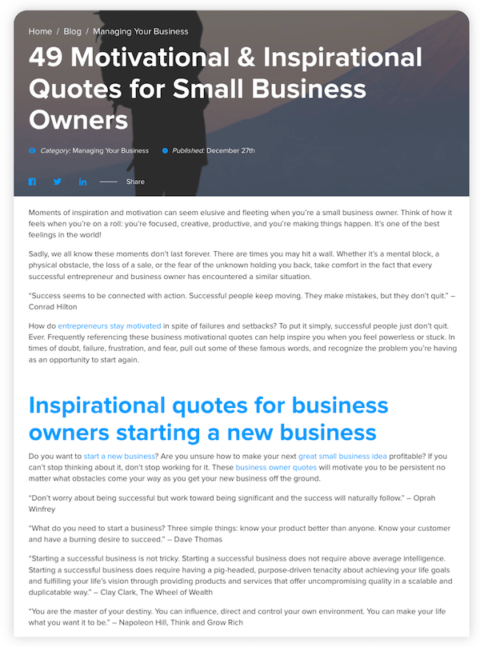 Home / Blog / Managing Your Business
49 Motivational & Inspirational
Quotes for Small Business
Owners
Category: Managing Your Business Published: December 27th
Share
Moments of inspiration and motivation can seem elusive and fleeting when you're a small business owner. Think of how it
feels when you're on a roll: you're focused, creative, productive, and you're making things happen. It's one of the best
feelings in the world!
Sadly, we all know these moments don't last forever. There are times you may hit a wall. Whether it's a mental block, a
physical obstacle, the loss of a sale, or the fear of the unknown holding you back, take comfort in the fact that every
successful entrepreneur and business owner has encountered a similar situation.
"Success seems to be connected with action. Successful people keep moving. They make mistakes, but they don't quit." –
Conrad Hilton
How do entrepreneurs stay motivated in spite of failures and setbacks? To put it simply, successful people just don't quit.
Ever. Frequently referencing these business motivational quotes can help inspire you when you feel powerless or stuck. In
times of doubt, failure, frustration, and fear, pull out some of these famous words, and recognize the problem you're having
as an opportunity to start again.
Inspirational quotes for business
owners starting a new business
Do you want to start a new business? Are you unsure how to make your next great small business idea profitable? If you
can't stop thinking about it, don't stop working for it. These business owner quotes will motivate you to be persistent no
matter what obstacles come your way as you get your new business off the ground.
"Don't worry about being successful but work toward being significant and the success will naturally follow." – Oprah
Winfrey
"What do you need to start a business? Three simple things: know your product better than anyone. Know your customer
and have a burning desire to succeed." – Dave Thomas
"Starting a successful business is not tricky. Starting a successful business does not require above average intelligence.
Starting a successful business does require having a pig-headed, purpose-driven tenacity about achieving your life goals
and fulfilling your life's vision through providing products and services that offer uncompromising quality in a scalable and
duplicatable way." – Clay Clark, The Wheel of Wealth
"You are the master of your destiny. You can influence, direct and control your own environment. You can make your life
what you want it to be." – Napoleon Hill, Think and Grow Rich